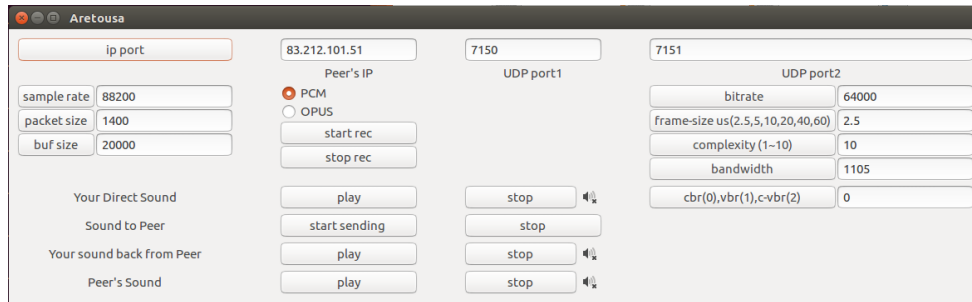 Aretousa
ip port 83.212.101.51 7150 7151
Peer's IP UDP port1 UDP port2
sample rate 88200 PCM bitrate 64000
packet size 1400 OPUS frame-size us(2.5,5,10,20,40,60) 2.5
buf size 20000 start rec complexity (1~10) 10
stop rec bandwidth 1105
Your Direct Sound play stop cbr(0),vbr(1),c-vbr(2) 0
Sound to Peer start sending stop
Your sound back from Peer play stop
Peer's Sound play stop